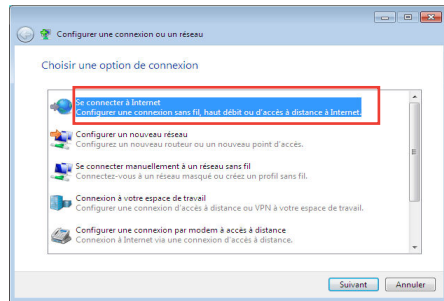 Configurer une connexion ou un réseau
Choisir une option de connexion
Se connecter à Internet
Configurer une connexion sans fil, haut débit ou d'accès à distance à Internet.
Configurer un nouveau réseau
Configurez un nouveau routeur ou un nouveau point d'accès.
Se connecter manuellement à un réseau sans fil
Connectez-vous à un réseau masqué ou créez un profil sans fil.
Connexion à votre espace de travail
Configurer une connexion d'accès à distance ou VPN à votre espace de travail.
Configurer une connexion par modem à accès à distance
Connexion à Internet via une connexion d'accès à distance.
Suivant
Annuler